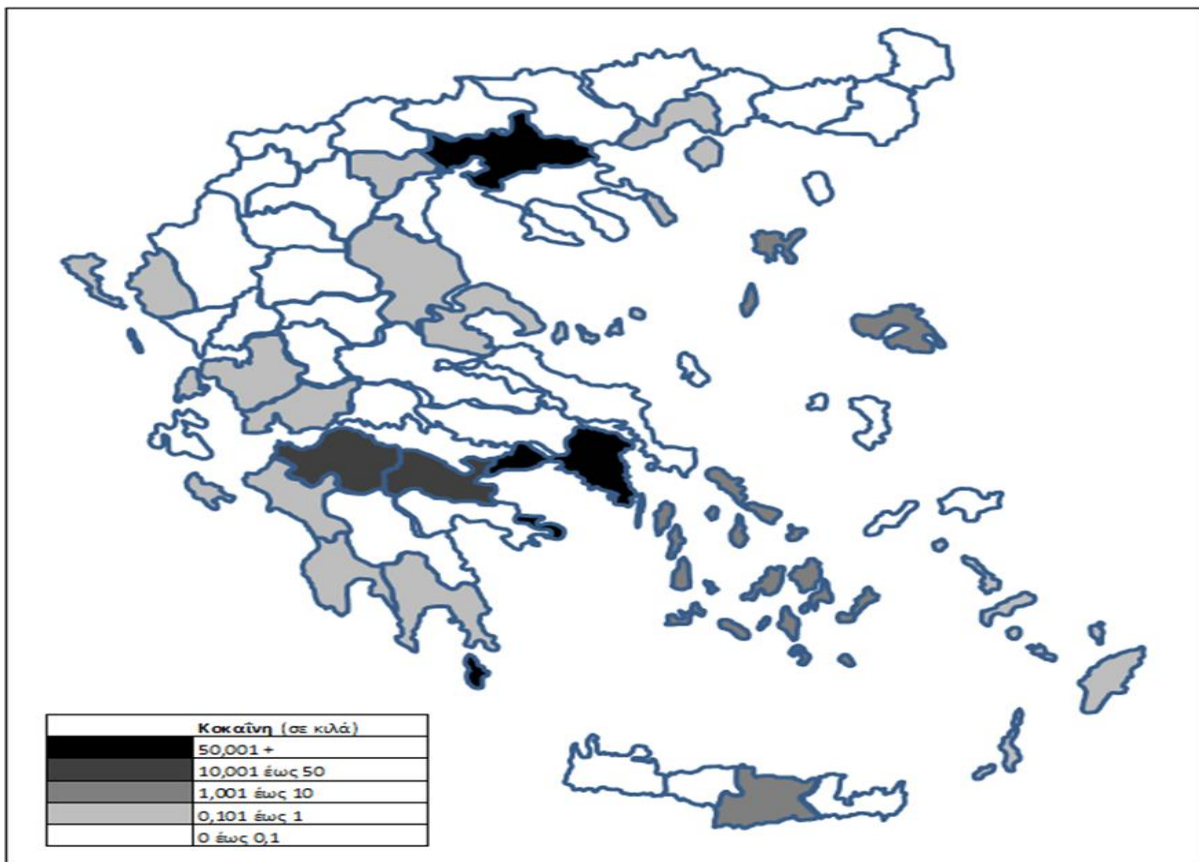 Κοκαΐνη (σε κιλά)
50,001 +
10,001 έως 50
1,001 έως 10
0,101 έως 1
0 έως 0,1